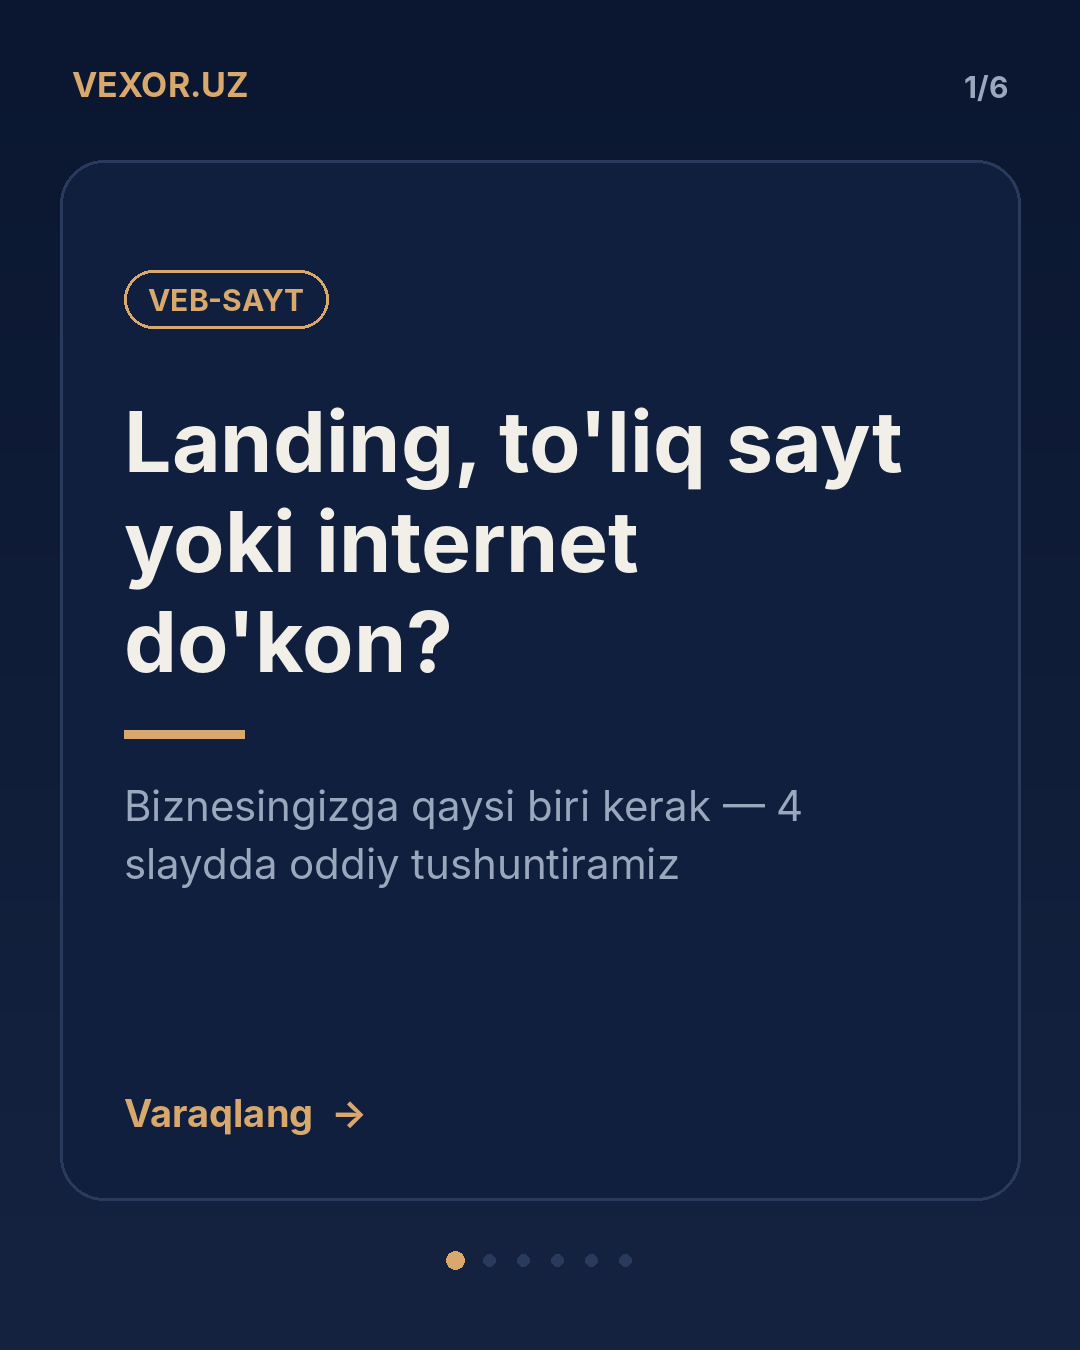 VEXOR.UZ
1/6
VEB-SAYT
Landing, to'liq sayt
yoki internet
do'kon?
Biznesingizga qaysi biri kerak — 4
slaydda oddiy tushuntiramiz
Varaqlang →